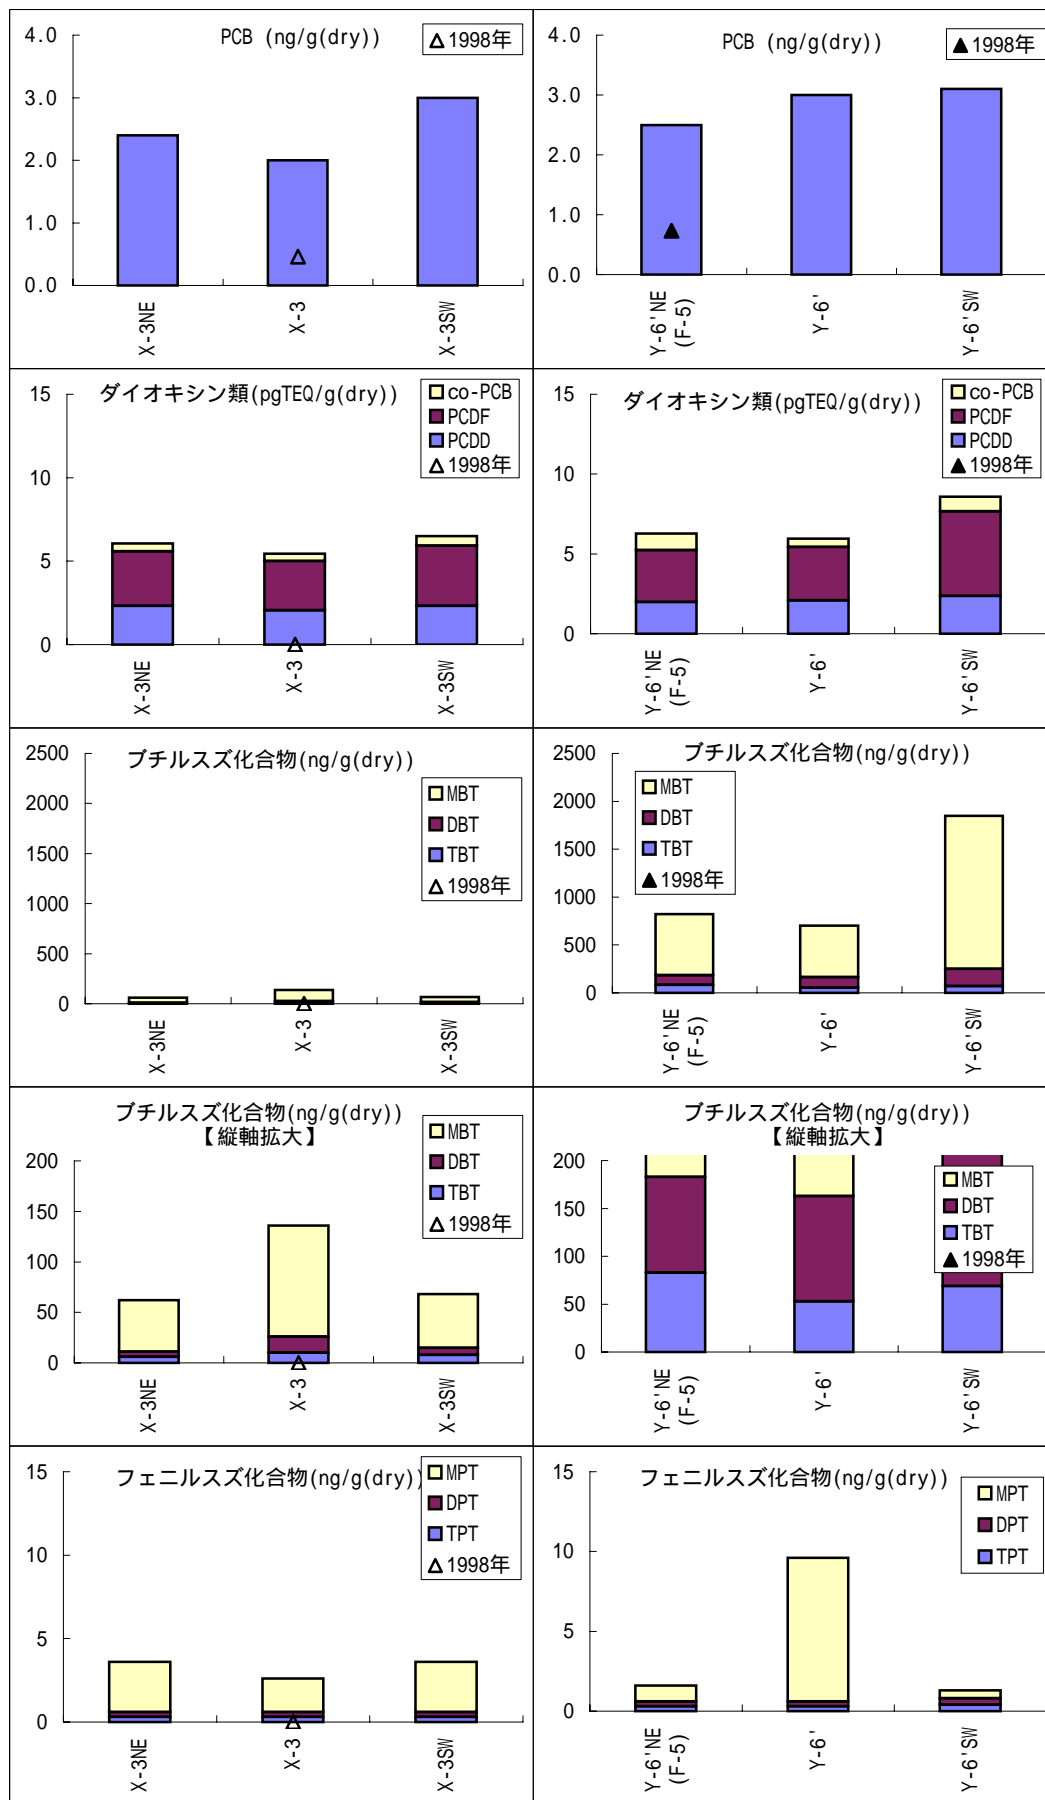 PCB (ng/g(dry))
△1998年
4.0
3.0
2.0
1.0
0.0
X-3NE
X-3
X-3SW
PCB (ng/g(dry))
▲1998年
4.0
3.0
2.0
1.0
0.0
Y-6'NE
(F-5)
Y-6'
Y-6'SW
ダイオキシン類(pgTEQ/g(dry))
co-PCB
PCDF
PCDD
△1998年
15
10
5
0
X-3NE
X-3
X-3SW
ダイオキシン類(pgTEQ/g(dry))
co-PCB
PCDF
PCDD
▲1998年
15
10
5
0
Y-6'NE
(F-5)
Y-6'
Y-6'SW
ブチルスズ化合物(ng/g(dry))
MBT
DBT
TBT
△1998年
2500
2000
1500
1000
500
0
X-3NE
X-3
X-3SW
ブチルスズ化合物(ng/g(dry))
MBT
DBT
TBT
▲1998年
2500
2000
1500
1000
500
0
Y-6'NE
(F-5)
Y-6'
Y-6'SW
ブチルスズ化合物(ng/g(dry))
【縦軸拡大】
MBT
DBT
TBT
△1998年
200
150
100
50
0
X-3NE
X-3
X-3SW
ブチルスズ化合物(ng/g(dry))
【縦軸拡大】
MBT
DBT
TBT
▲1998年
200
150
100
50
0
Y-6'NE
(F-5)
Y-6'
Y-6'SW
フェニルスズ化合物(ng/g(dry))
MPT
DPT
TPT
△1998年
15
10
5
0
X-3NE
X-3
X-3SW
フェニルスズ化合物(ng/g(dry))
MPT
DPT
TPT
15
10
5
0
Y-6'NE
(F-5)
Y-6'
Y-6'SW